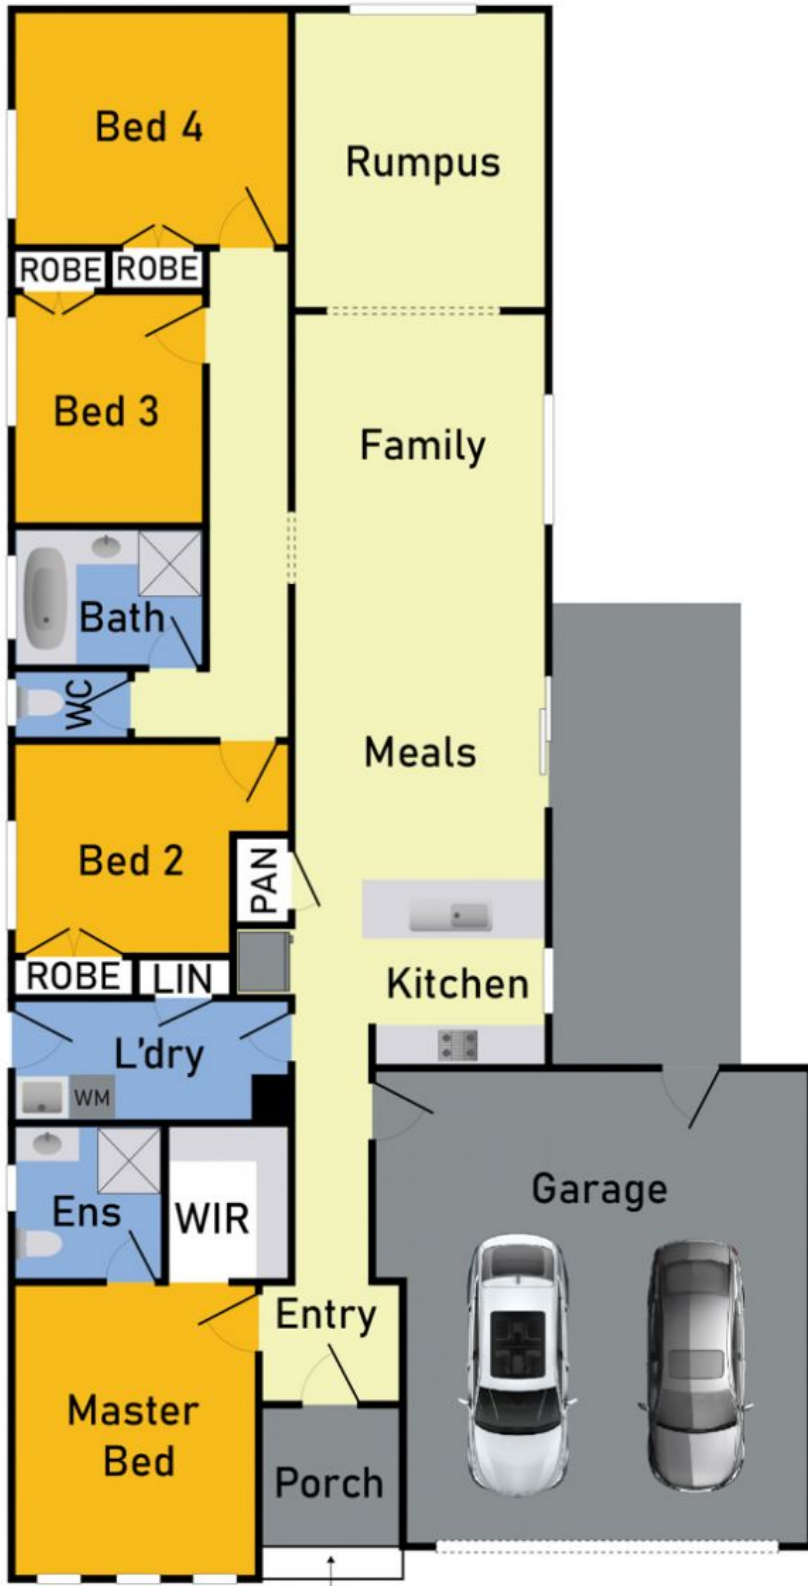 Bed 4
Rumpus
ROBE
ROBE
Bed 3
Family
Bath
WC
Meals
Bed 2
PAN
ROBE
LIN
Kitchen
L'dry
WM
Ens
WIR
Garage
Entry
Master
Bed
Porch